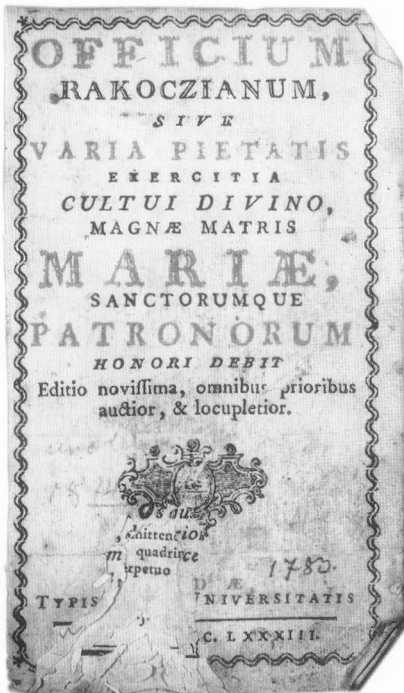 OFFICIUM
RAKOCZIANUM,
SIVE
VARIA PIETATIS
EXERCITIA
CULTUI DIVINO,
MAGNÆ MATRIS
MARIÆ,
SANCTORUMQUE
PATRONORUM
HONORI DEBIT
Editio noviſſima, omnibus prioribus
auctior, & locupletior.
quadri
1783.
TYPIS NIVERSITATIS
C. LXXXIII.